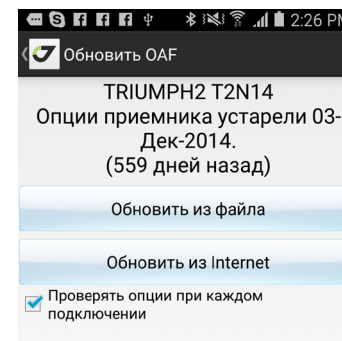 2:26 PM
Обновить OAF
TRIUMPH2 T2N14
Опции приемника устарели 03-
Дек-2014.
(559 дней назад)
Обновить из файла
Обновить из Internet
Проверять опции при каждом
подключении